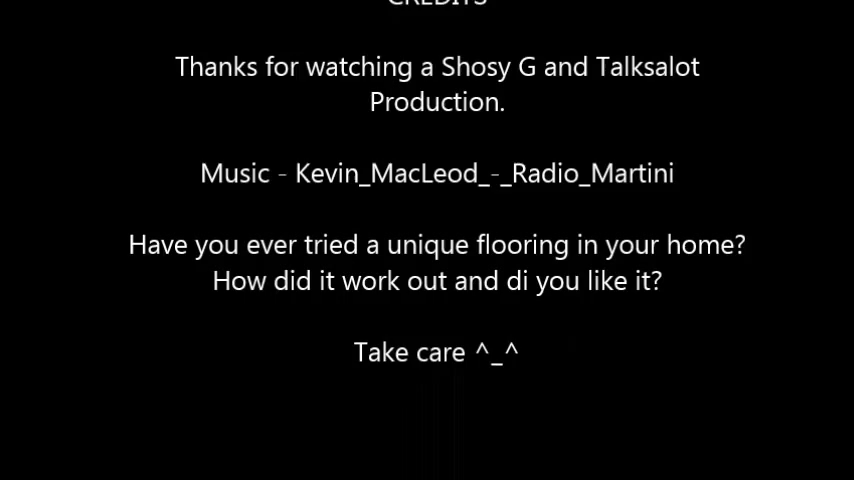 CREDITS
Thanks for watching a Shosy G and Talksalot
Production.
Music - Kevin_MacLeod_-_Radio_Martini
Have you ever tried a unique flooring in your home?
How did it work out and di you like it?
Take care ^_^